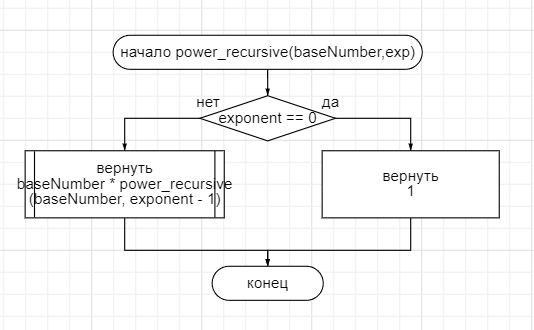 начало power_recursive(baseNumber,exp)
нет
да
exponent == 0
вернуть
baseNumber * power_recursive
(baseNumber, exponent - 1)
вернуть
1
конец